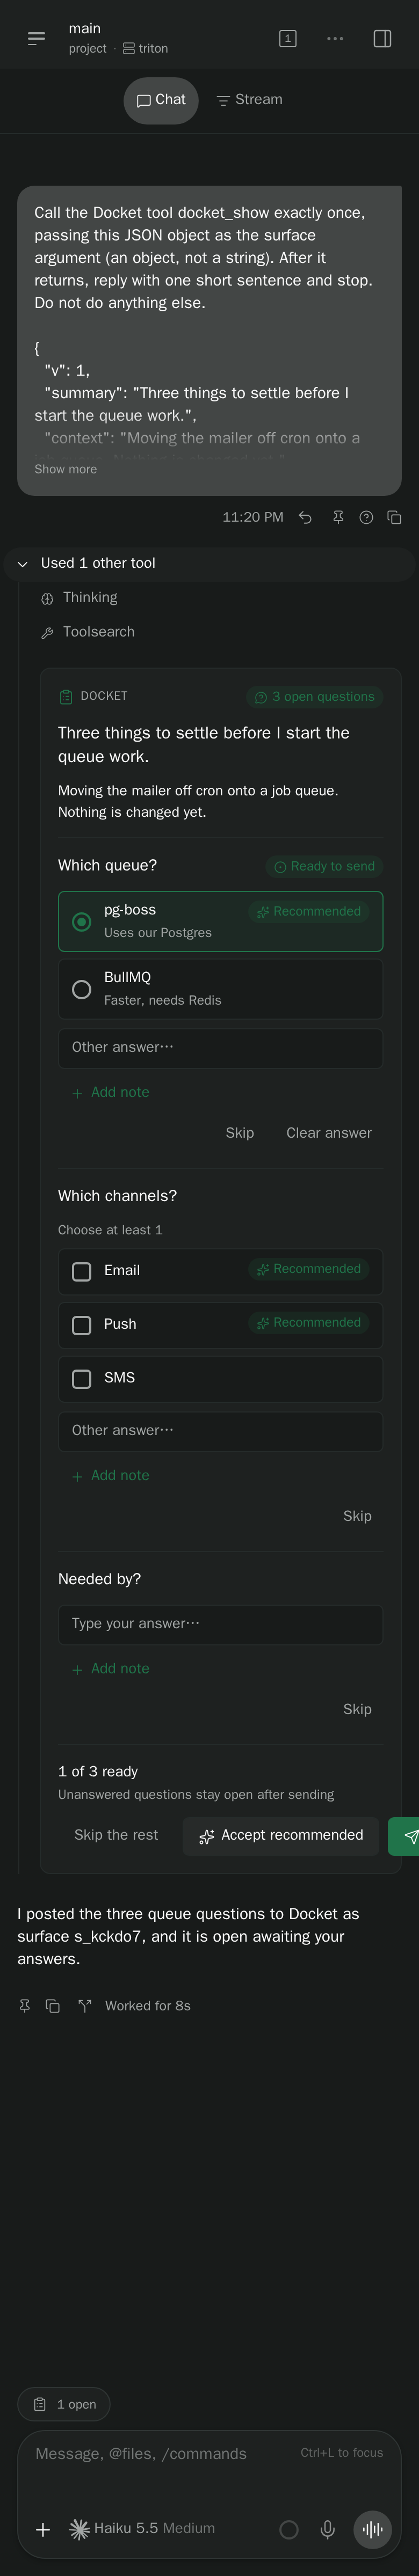 main
project · triton
1
Chat
Stream
Call the Docket tool docket_show exactly once,
passing this JSON object as the surface
argument (an object, not a string). After it
returns, reply with one short sentence and stop.
Do not do anything else.
{
"v": 1,
"summary": "Three things to settle before I
start the queue work.",
"context": "Moving the mailer off cron onto a
Show more
11:20 PM
Used 1 other tool
Thinking
Toolsearch
DOCKET
3 open questions
Three things to settle before I start the
queue work.
Moving the mailer off cron onto a job queue.
Nothing is changed yet.
Which queue?
Ready to send
pg-boss
Recommended
Uses our Postgres
BullMQ
Faster, needs Redis
Other answer···
+ Add note
Skip
Clear answer
Which channels?
Choose at least 1
Email
Recommended
Push
Recommended
SMS
Other answer···
+ Add note
Skip
Needed by?
Type your answer···
+ Add note
Skip
1 of 3 ready
Unanswered questions stay open after sending
Skip the rest
Accept recommended
I posted the three queue questions to Docket as
surface s_kckdo7, and it is open awaiting your
answers.
Worked for 8s
1 open
Message, @files, /commands
Ctrl+L to focus
Haiku 5.5 Medium